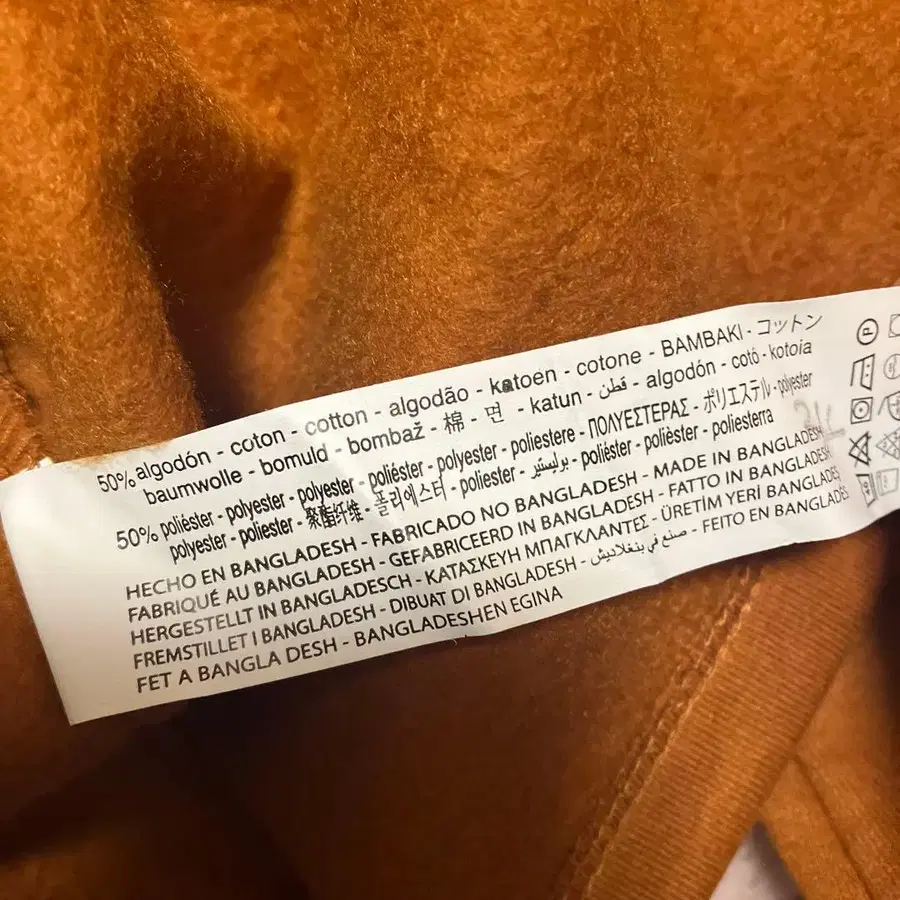 50% algodón - coton - cotton - algodão - katoen - cotone - BAMBAKI - コットン
baumwolle - bomuld - bombaž - 棉 - 면 - katun - قطن - algodón - cotó - kotoia
50% poliéster - polyester - polyester - poliéster - polyester - poliestere - ΠΟΛΥΕΣΤΕΡΑΣ - ポリエステル - polyester
polyester - poliester - 聚酯纤维 - 폴리에스터 - poliester - بوليستير - poliéster - polièster - poliesterra
HECHO EN BANGLADESH - FABRICADO NO BANGLADESH - MADE IN BANGLADESH
FABRIQUÉ AU BANGLADESH - GEFABRICEERD IN BANGLADESH - FATTO IN BANGLADESH
HERGESTELLT IN BANGLADESCH - ΚΑΤΑΣΚΕΥΗ ΜΠΑΓΚΛΑΝΤΕΣ - ÜRETİM YERİ BANGLADEŞ
FREMSTILLET I BANGLADESH - DIBUAT DI BANGLADESH - صنع في بنغلاديش - FEITO EN BANGLADÉS
FET A BANGLA DESH - BANGLADESHEN EGINA